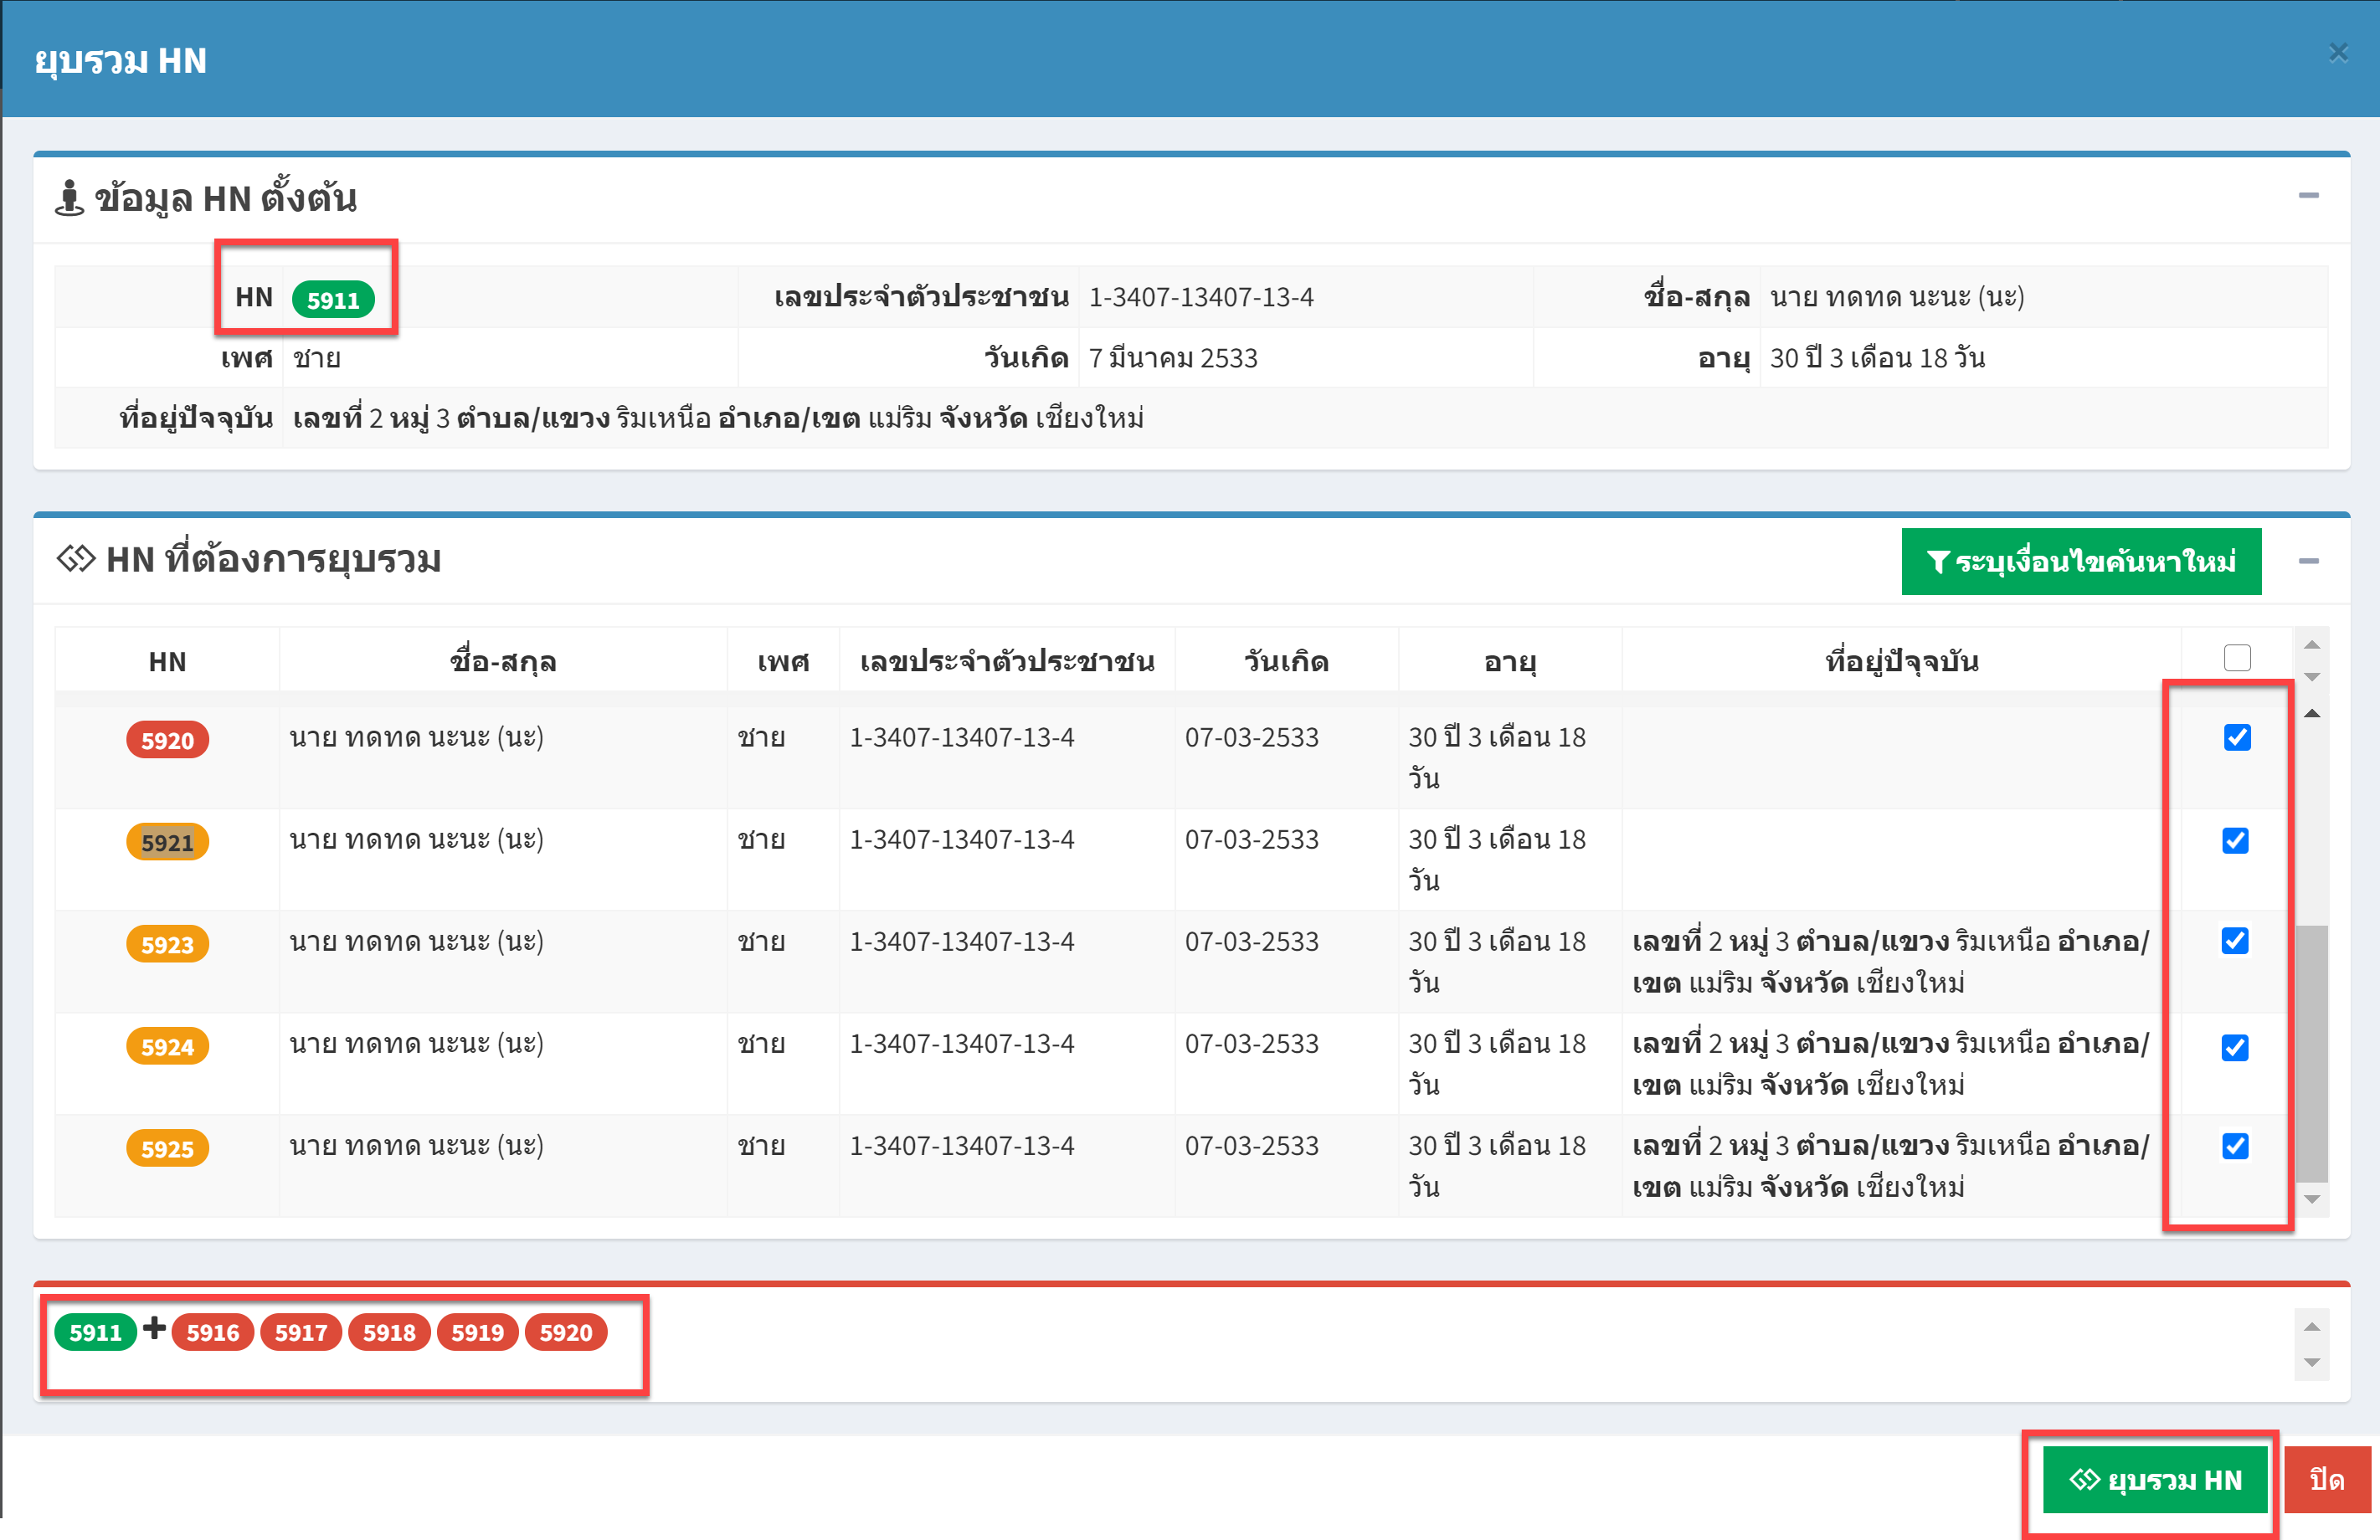 ยุบรวม HN
ข้อมูล HN ตั้งต้น
HN 5911 เลขประจำตัวประชาชน 1-3407-13407-13-4 ชื่อ-สกุล นาย ทดทด นะนะ (นะ)
เพศ ชาย วันเกิด 7 มีนาคม 2533 อายุ 30 ปี 3 เดือน 18 วัน
ที่อยู่ปัจจุบัน เลขที่ 2 หมู่ 3 ตำบล/แขวง ริมเหนือ อำเภอ/เขต แม่ริม จังหวัด เชียงใหม่
HN ที่ต้องการยุบรวม ระบุเงื่อนไขค้นหาใหม่
HN ชื่อ-สกุล เพศ เลขประจำตัวประชาชน วันเกิด อายุ ที่อยู่ปัจจุบัน
5920 นาย ทดทด นะนะ (นะ) ชาย 1-3407-13407-13-4 07-03-2533 30 ปี 3 เดือน 18
วัน
5921 นาย ทดทด นะนะ (นะ) ชาย 1-3407-13407-13-4 07-03-2533 30 ปี 3 เดือน 18
วัน
5923 นาย ทดทด นะนะ (นะ) ชาย 1-3407-13407-13-4 07-03-2533 30 ปี 3 เดือน 18 เลขที่ 2 หมู่ 3 ตำบล/แขวง ริมเหนือ อำเภอ/
วัน เขต แม่ริม จังหวัด เชียงใหม่
5924 นาย ทดทด นะนะ (นะ) ชาย 1-3407-13407-13-4 07-03-2533 30 ปี 3 เดือน 18 เลขที่ 2 หมู่ 3 ตำบล/แขวง ริมเหนือ อำเภอ/
วัน เขต แม่ริม จังหวัด เชียงใหม่
5925 นาย ทดทด นะนะ (นะ) ชาย 1-3407-13407-13-4 07-03-2533 30 ปี 3 เดือน 18 เลขที่ 2 หมู่ 3 ตำบล/แขวง ริมเหนือ อำเภอ/
วัน เขต แม่ริม จังหวัด เชียงใหม่
5911 + 5916 5917 5918 5919 5920
ยุบรวม HN ปิด